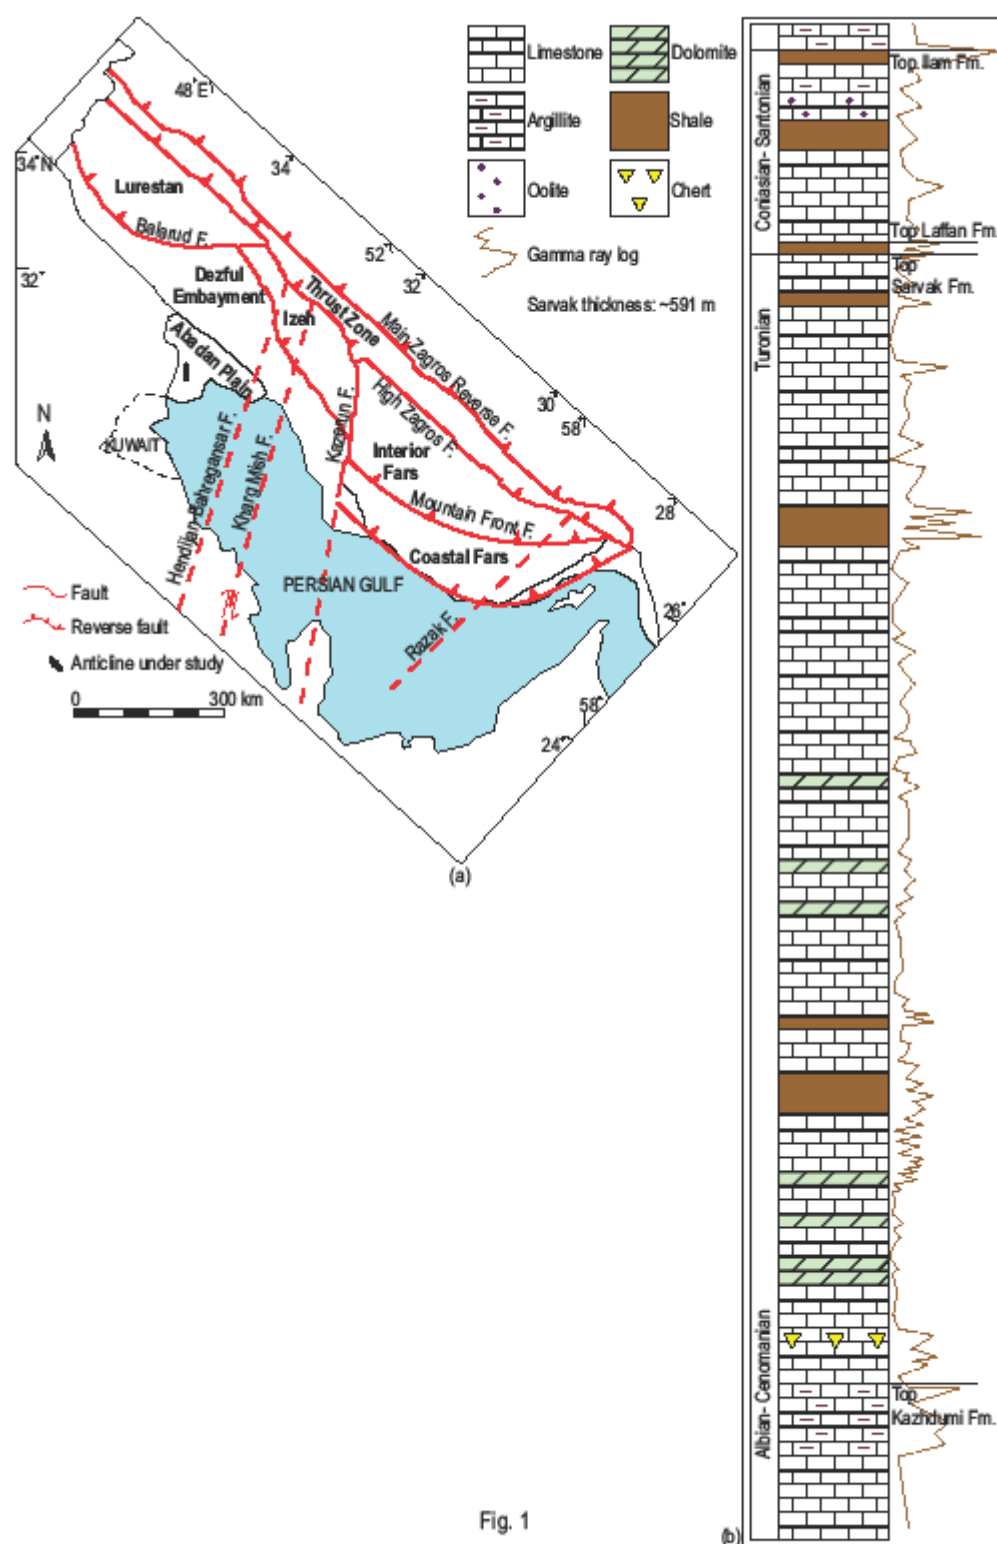 48°E
34
34°N
Lurestan
Balarud F.
32
52
32
Dezful
Embayment
Izeh
Thrust Zone
Main Zagros Reverse F.
Abadan Plain
High Zagros F.
30
58
N
KUWAIT
Hendijan-Bahregansar F.
Kharg Mish F.
Kazerun F.
Interior
Fars
Mountain Front F.
28
Coastal Fars
PERSIAN GULF
Razak F.
26
58
24
Fault
Reverse fault
Anticline under study
0 300 km
(a)
Limestone
Dolomite
Argillite
Shale
Oolite
Chert
Gamma ray log
Sarvak thickness: ~591 m
Coniasian- Santonian
Turonian
Albian- Cenomanian
Top Ilam Fm.
Top Laffan Fm.
Top
Sarvak Fm.
Top
Kazhdumi Fm.
(b)
Fig. 1